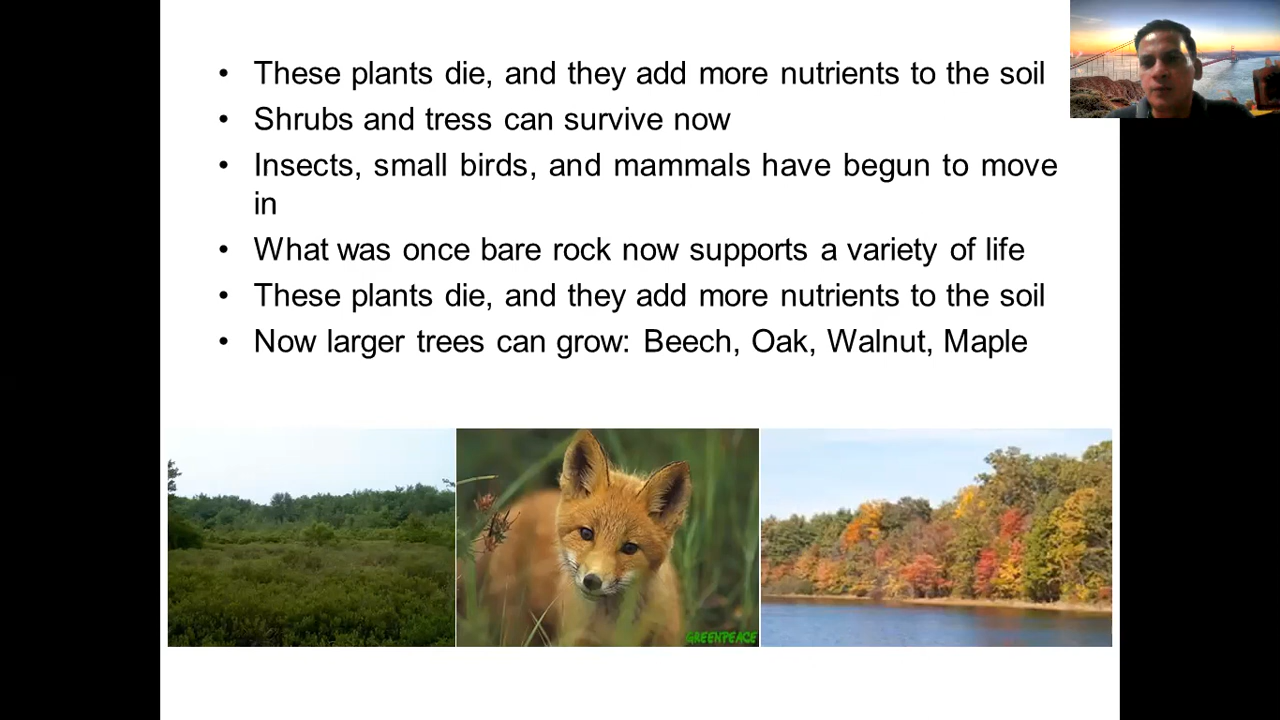 • These plants die, and they add more nutrients to the soil
• Shrubs and tress can survive now
• Insects, small birds, and mammals have begun to move
in
• What was once bare rock now supports a variety of life
• These plants die, and they add more nutrients to the soil
• Now larger trees can grow: Beech, Oak, Walnut, Maple
GREENPEACE